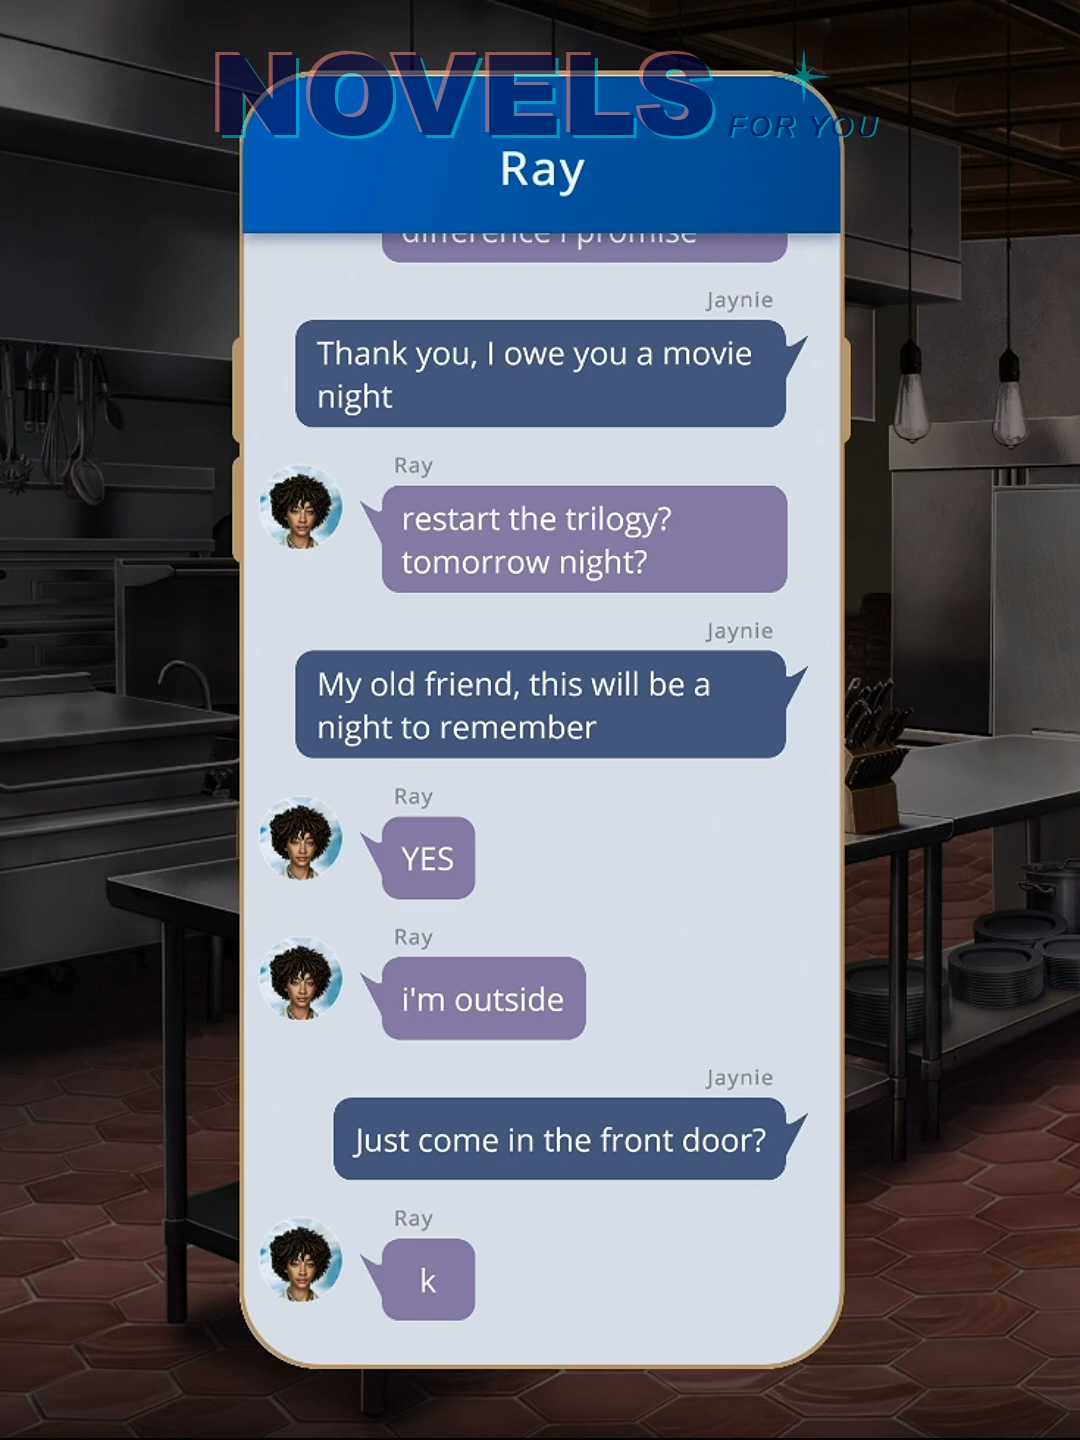 NOVELS
FOR YOU
Ray
difference i promise
Jaynie
Thank you, I owe you a movie
night
Ray
restart the trilogy?
tomorrow night?
Jaynie
My old friend, this will be a
night to remember
Ray
YES
Ray
i'm outside
Jaynie
Just come in the front door?
Ray
k